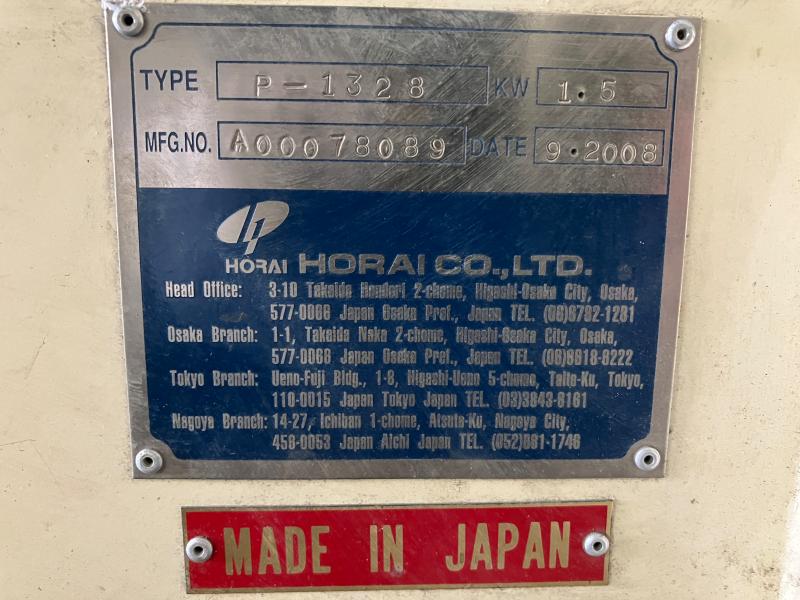 TYPE P-1328 KW 1.5
MFG.NO. A00078089 DATE 9.2008
HORAI HORAI CO.,LTD.
Head Office: 3-10 Takaida Hondori 2-chome, Higashi-Osaka City, Osaka,
577-0066 Japan Osaka Pref., Japan TEL. (06)6792-1281
Osaka Branch: 1-1, Takaida Naka 2-chome, Higashi-Osaka City, Osaka,
577-0066 Japan Osaka Pref., Japan TEL. (06)6918-8222
Tokyo Branch: Ueno-Fuji Bldg., 1-8, Higashi-Ueno 5-chome, Taito-Ku, Tokyo,
110-0015 Japan Tokyo Japan TEL. (03)3843-6161
Nagoya Branch: 14-27, Ichiban 1-chome, Atsuta-Ku, Nagoya City,
456-0053 Japan Aichi Japan TEL. (052)681-1746
MADE IN JAPAN